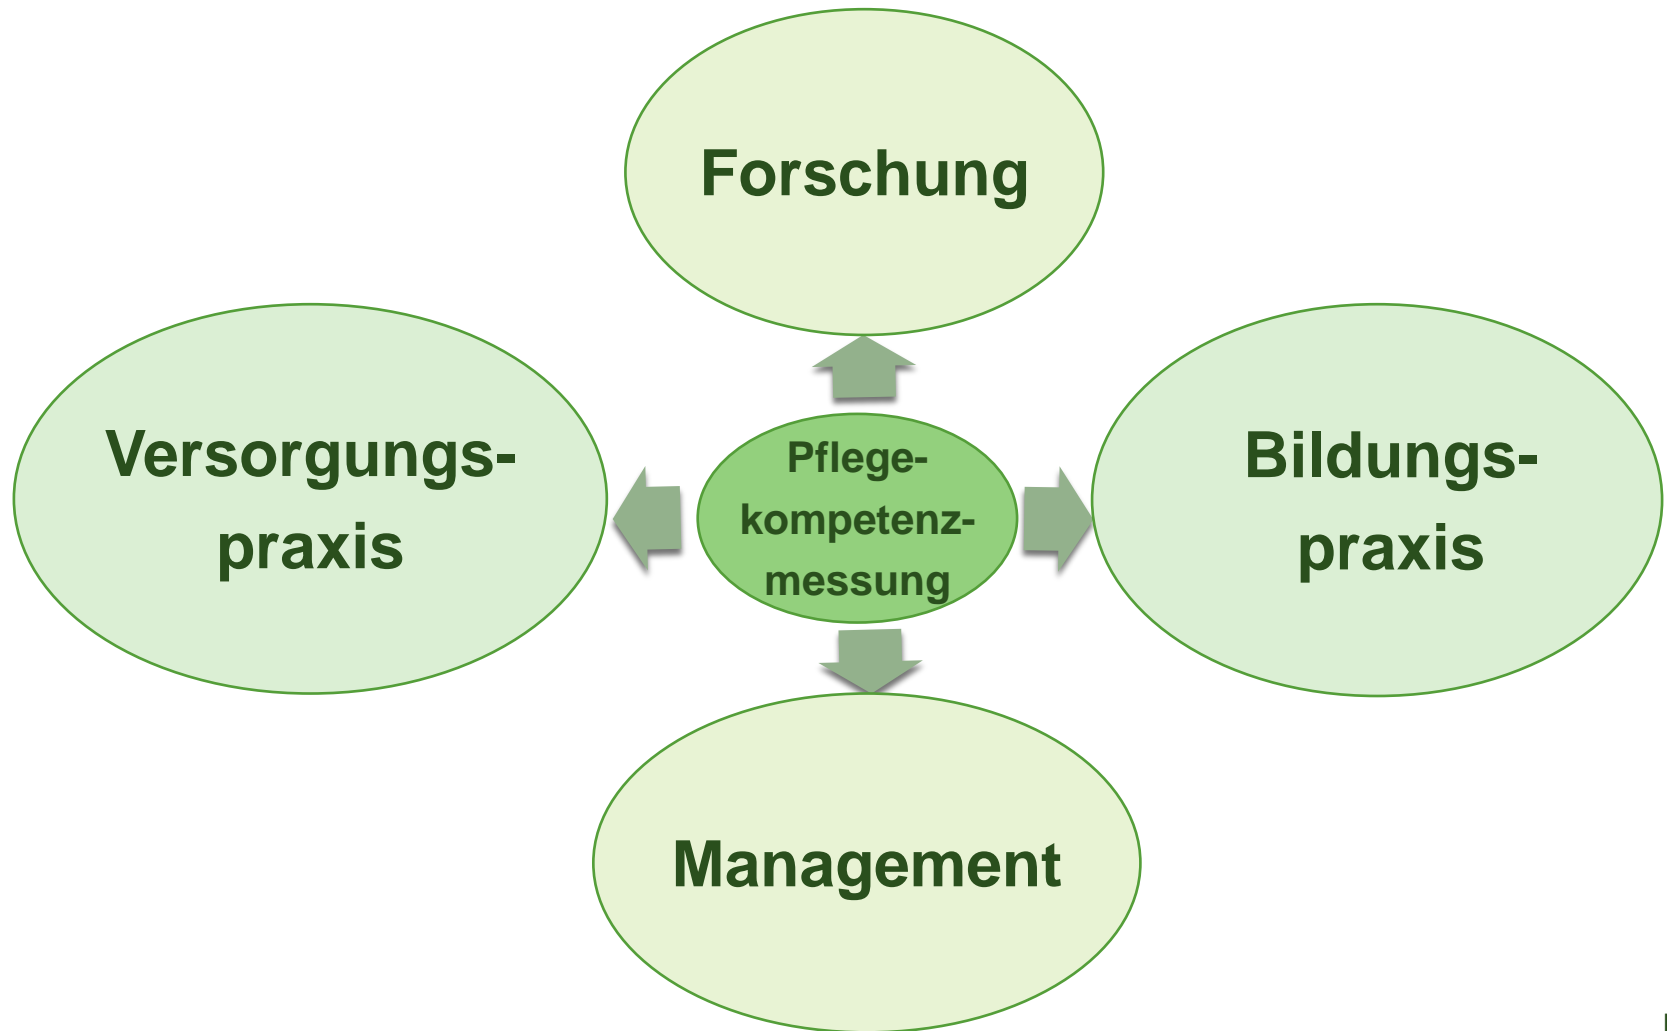 Forschung
Versorgungs-
praxis
Pflege-
kompetenz-
messung
Bildungs-
praxis
Management